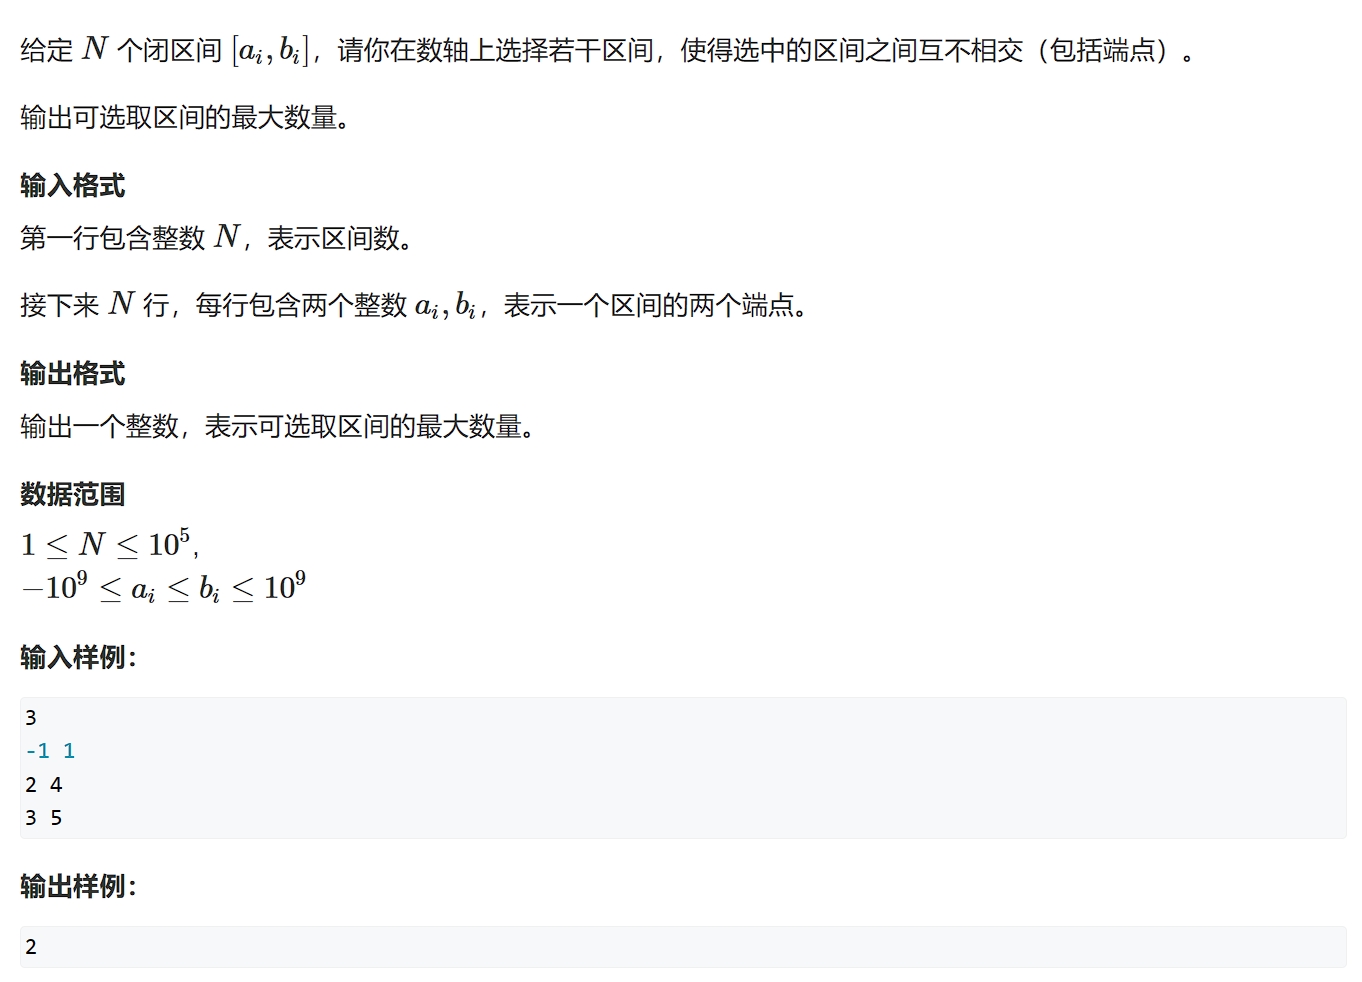 给定 N 个闭区间 [a_i, b_i]，请你在数轴上选择若干区间，使得选中的区间之间互不相交（包括端点）。
输出可选取区间的最大数量。
输入格式
第一行包含整数 N，表示区间数。
接下来 N 行，每行包含两个整数 a_i, b_i，表示一个区间的两个端点。
输出格式
输出一个整数，表示可选取区间的最大数量。
数据范围
1 ≤ N ≤ 10^5,
−10^9 ≤ a_i ≤ b_i ≤ 10^9
输入样例：
3
-1 1
2 4
3 5
输出样例：
2